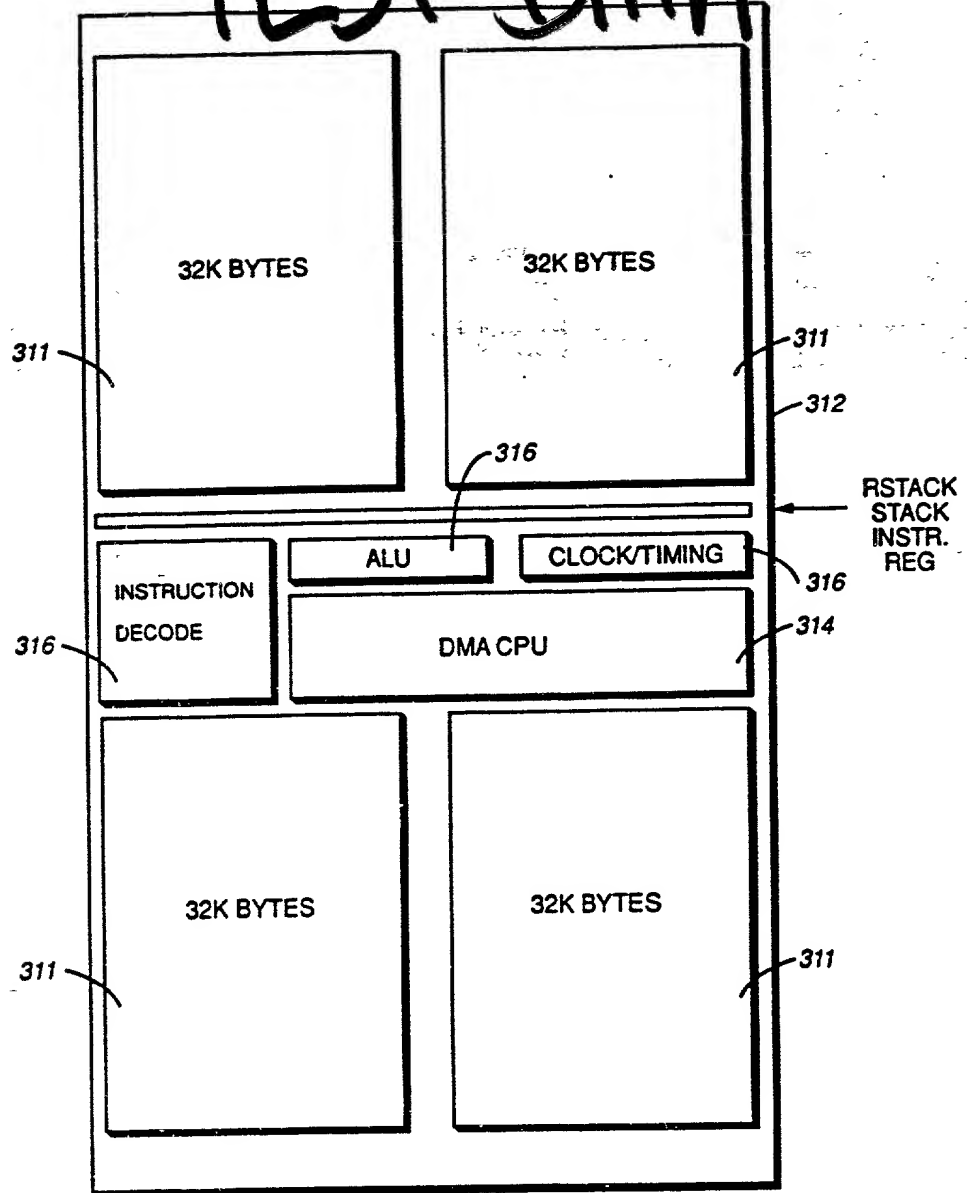 32K BYTES 32K BYTES
311 311
312
316
RSTACK
STACK
INSTR.
REG
ALU CLOCK/TIMING
316
INSTRUCTION
DECODE
316
DMA CPU
314
32K BYTES 32K BYTES
311 311